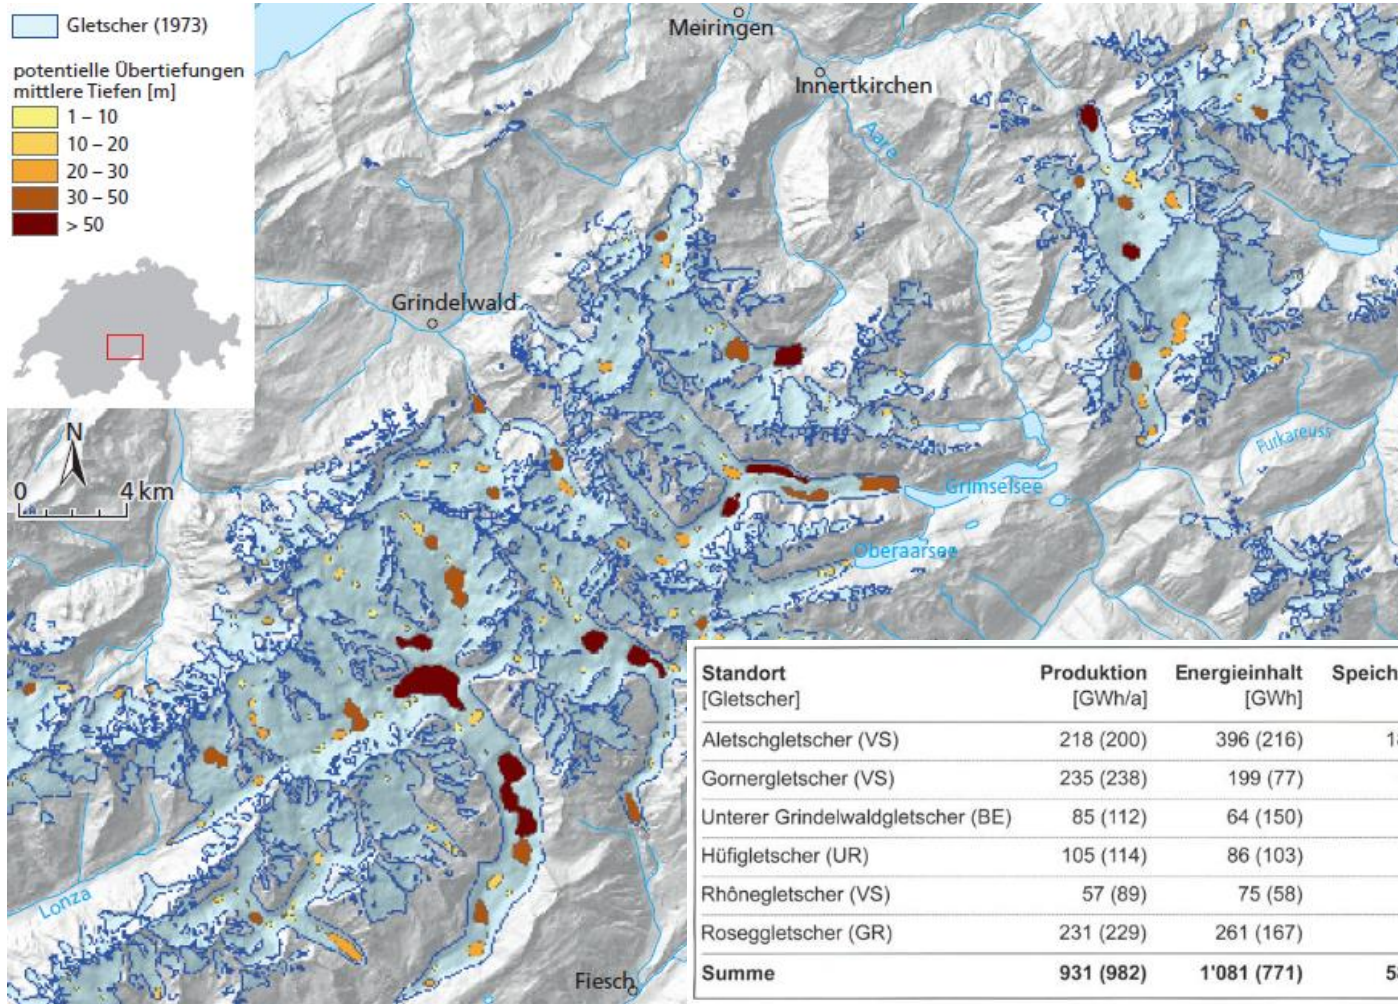 Gletscher (1973)
potentielle Übertiefungen
mittlere Tiefen [m]
1 – 10
10 – 20
20 – 30
30 – 50
> 50
N
0 4 km
Meiringen
Innertkirchen
Aare
Grindelwald
Furkareuss
Grimselsee
Oberaarsee
Lonza
Fiesch
Standort Produktion Energieinhalt Speich
[Gletscher] [GWh/a] [GWh]
Aletschgletscher (VS) 218 (200) 396 (216) 1
Gornergletscher (VS) 235 (238) 199 (77)
Unterer Grindelwaldgletscher (BE) 85 (112) 64 (150)
Hüfigletscher (UR) 105 (114) 86 (103)
Rhônegletscher (VS) 57 (89) 75 (58)
Roseggletscher (GR) 231 (229) 261 (167)
Summe 931 (982) 1'081 (771) 5